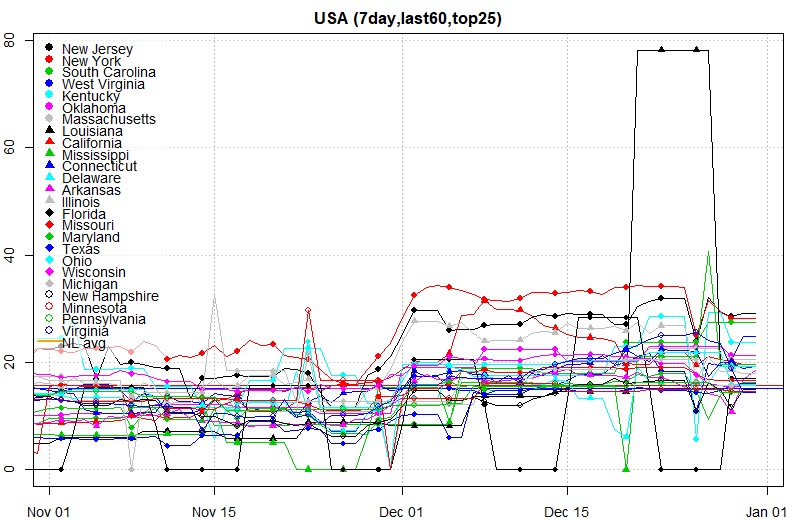 USA (7day,last60,top25)
80
60
40
20
0
New Jersey
New York
South Carolina
West Virginia
Kentucky
Oklahoma
Massachusetts
Louisiana
California
Mississippi
Connecticut
Delaware
Arkansas
Illinois
Florida
Missouri
Maryland
Texas
Ohio
Wisconsin
Michigan
New Hampshire
Minnesota
Pennsylvania
Virginia
NL avg
Nov 01 Nov 15 Dec 01 Dec 15 Jan 01